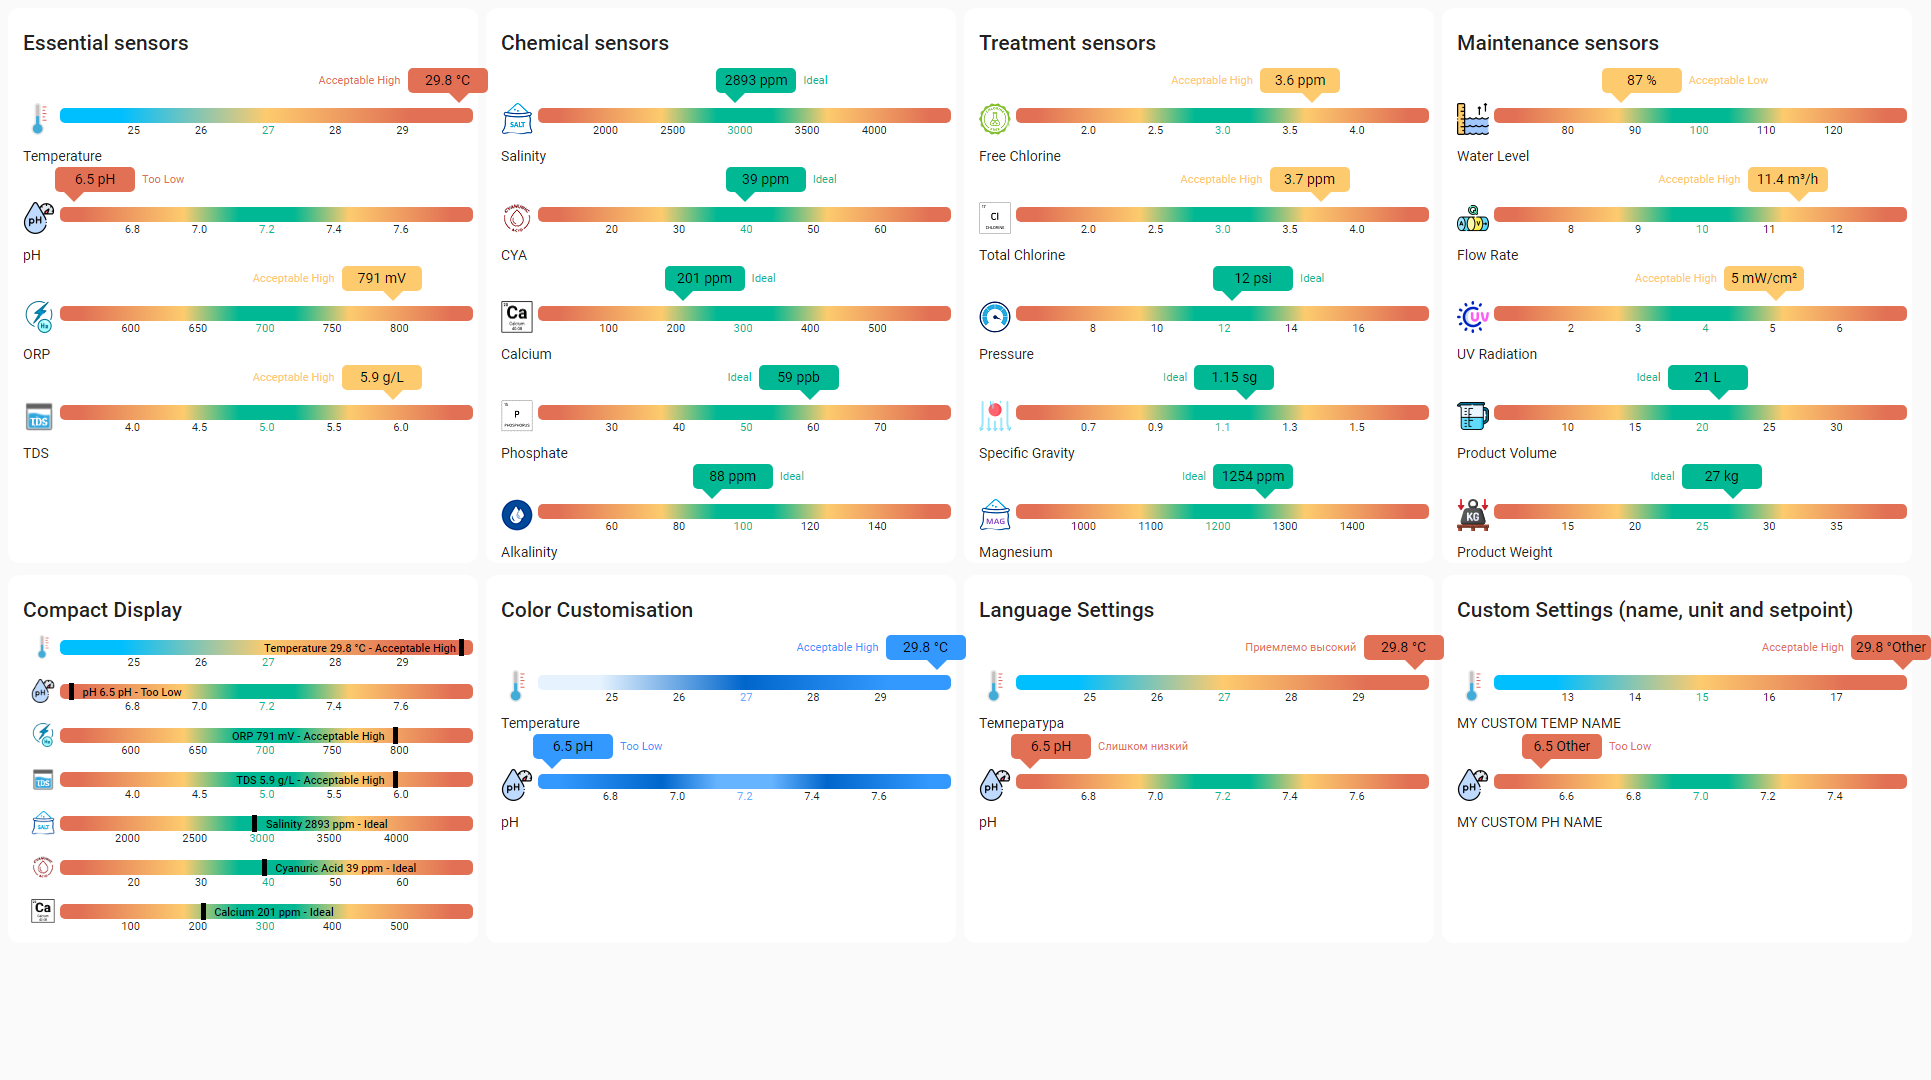 Essential sensors
Acceptable High 29.8 °C
25 26 27 28 29
Temperature
6.5 pH Too Low
pH
6.8 7.0 7.2 7.4 7.6
pH
Acceptable High 791 mV
600 650 700 750 800
ORP
Acceptable High 5.9 g/L
TDS
4.0 4.5 5.0 5.5 6.0
TDS
Chemical sensors
2893 ppm Ideal
SALT
2000 2500 3000 3500 4000
Salinity
39 ppm Ideal
CYANURIC ACID
20 30 40 50 60
CYA
201 ppm Ideal
Ca
Calcium
100 200 300 400 500
Calcium
Ideal 59 ppb
P
PHOSPHORUS
30 40 50 60 70
Phosphate
88 ppm Ideal
60 80 100 120 140
Alkalinity
Treatment sensors
Acceptable High 3.6 ppm
2.0 2.5 3.0 3.5 4.0
Free Chlorine
Acceptable High 3.7 ppm
17
Cl
CHLORINE
2.0 2.5 3.0 3.5 4.0
Total Chlorine
12 psi Ideal
8 10 12 14 16
Pressure
Ideal 1.15 sg
0.7 0.9 1.1 1.3 1.5
Specific Gravity
Ideal 1254 ppm
MAG
1000 1100 1200 1300 1400
Magnesium
Maintenance sensors
87 % Acceptable Low
80 90 100 110 120
Water Level
Acceptable High 11.4 m³/h
8 9 10 11 12
Flow Rate
Acceptable High 5 mW/cm²
UV
2 3 4 5 6
UV Radiation
Ideal 21 L
10 15 20 25 30
Product Volume
Ideal 27 kg
KG
15 20 25 30 35
Product Weight
Compact Display
Temperature 29.8 °C - Acceptable High
25 26 27 28 29
pH
pH 6.5 pH - Too Low
6.8 7.0 7.2 7.4 7.6
ORP 791 mV - Acceptable High
600 650 700 750 800
TDS
TDS 5.9 g/L - Acceptable High
4.0 4.5 5.0 5.5 6.0
SALT
Salinity 2893 ppm - Ideal
2000 2500 3000 3500 4000
Cyanuric Acid 39 ppm - Ideal
20 30 40 50 60
Ca
Calcium 201 ppm - Ideal
100 200 300 400 500
Color Customisation
Acceptable High 29.8 °C
25 26 27 28 29
Temperature
6.5 pH Too Low
pH
6.8 7.0 7.2 7.4 7.6
pH
Language Settings
Приемлемо высокий 29.8 °C
25 26 27 28 29
Температура
6.5 pH Слишком низкий
pH
6.8 7.0 7.2 7.4 7.6
pH
Custom Settings (name, unit and setpoint)
Acceptable High 29.8 °Other
13 14 15 16 17
MY CUSTOM TEMP NAME
6.5 Other Too Low
pH
6.6 6.8 7.0 7.2 7.4
MY CUSTOM PH NAME